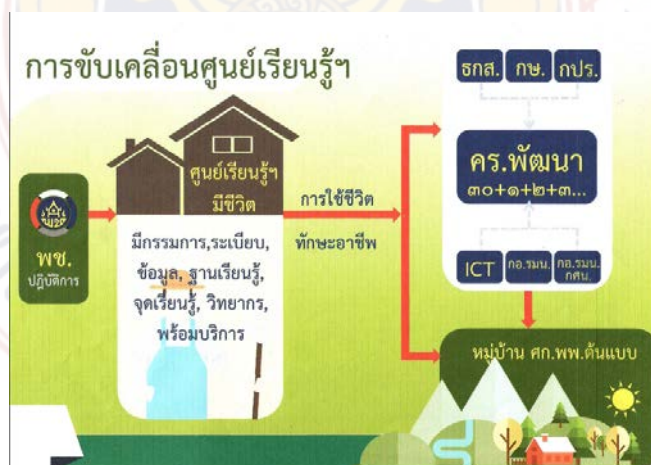 การขับเคลื่อนศูนย์เรียนรู้ฯ
พช.
ปฏิบัติการ
ศูนย์เรียนรู้ฯ
มีชีวิต
มีกรรมการ,ระเบียบ,
ข้อมูล, ฐานเรียนรู้,
จุดเรียนรู้, วิทยากร,
พร้อมบริการ
การใช้ชีวิต
ทักษะอาชีพ
ธกส. กษ. กปร.
คร.พัฒนา
๓๐+๑+๒+๓...
ICT กอ.รมน. กอ.รมน.
กศน.
หมู่บ้าน ศก.พพ.ต้นแบบ